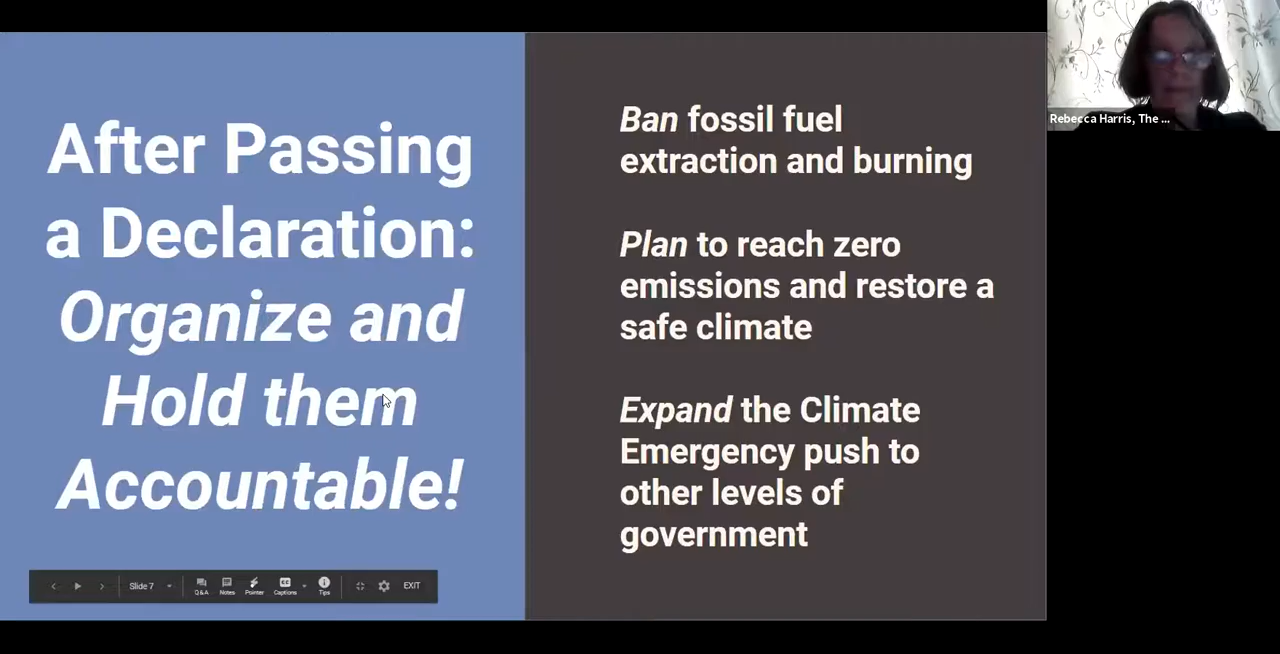 After Passing
a Declaration:
Organize and
Hold them
Accountable!
Ban fossil fuel
extraction and burning
Plan to reach zero
emissions and restore a
safe climate
Expand the Climate
Emergency push to
other levels of
government
Slide 7
Q&A
Notes
Pointer
Captions
Tips
EXIT
Rebecca Harris, The ...